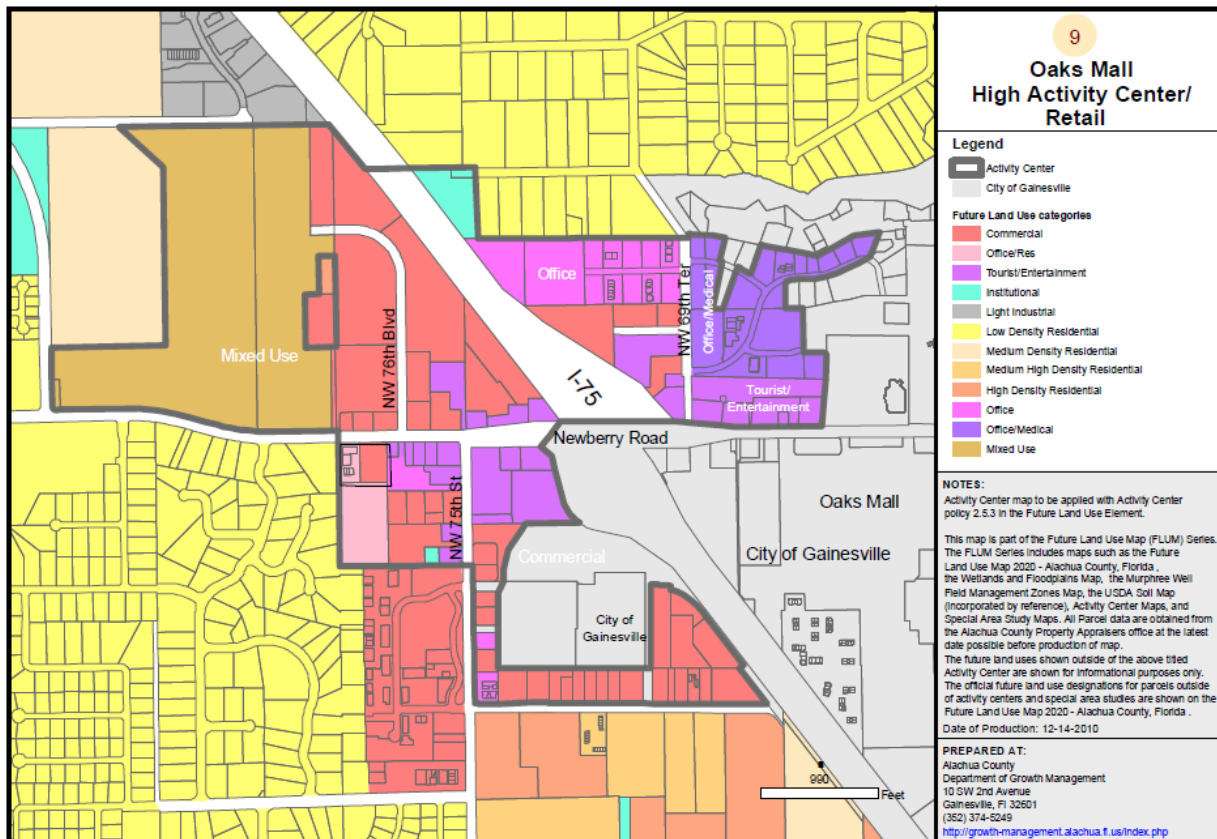 9
Oaks Mall
High Activity Center/
Retail
Legend
Activity Center
City of Gainesville
Future Land Use categories
Commercial
Office/Res
Tourist/Entertainment
Institutional
Light Industrial
Low Density Residential
Medium Density Residential
Medium High Density Residential
High Density Residential
Office
Office/Medical
Mixed Use
NOTES:
Activity Center map to be applied with Activity Center
policy 2.5.3 in the Future Land Use Element.
This map is part of the Future Land Use Map (FLUM) Series.
The FLUM Series includes maps such as the Future
Land Use Map 2020 - Alachua County, Florida ,
the Wetlands and Floodplains Map, the Murphree Well
Field Management Zones Map, the USDA Soil Map
(incorporated by reference), Activity Center Maps, and
Special Area Study Maps. All Parcel data are obtained from
the Alachua County Property Appraisers office at the latest
date possible before production of map.
The future land uses shown outside of the above titled
Activity Center are shown for informational purposes only.
The official future land use designations for parcels outside
of activity centers and special area studies are shown on the
Future Land Use Map 2020 - Alachua County, Florida .
Date of Production: 12-14-2010
PREPARED AT:
Alachua County
Department of Growth Management
10 SW 2nd Avenue
Gainesville, Fl 32601
(352) 374-5249
http://growth-management.alachua.fl.us/index.php
Office
NW 69th Ter
Office/Medical
Mixed Use
NW 76th Blvd
I-75
Tourist/
Entertainment
Newberry Road
NW 75th St
Oaks Mall
Commercial
City of Gainesville
City of
Gainesville
990
Feet